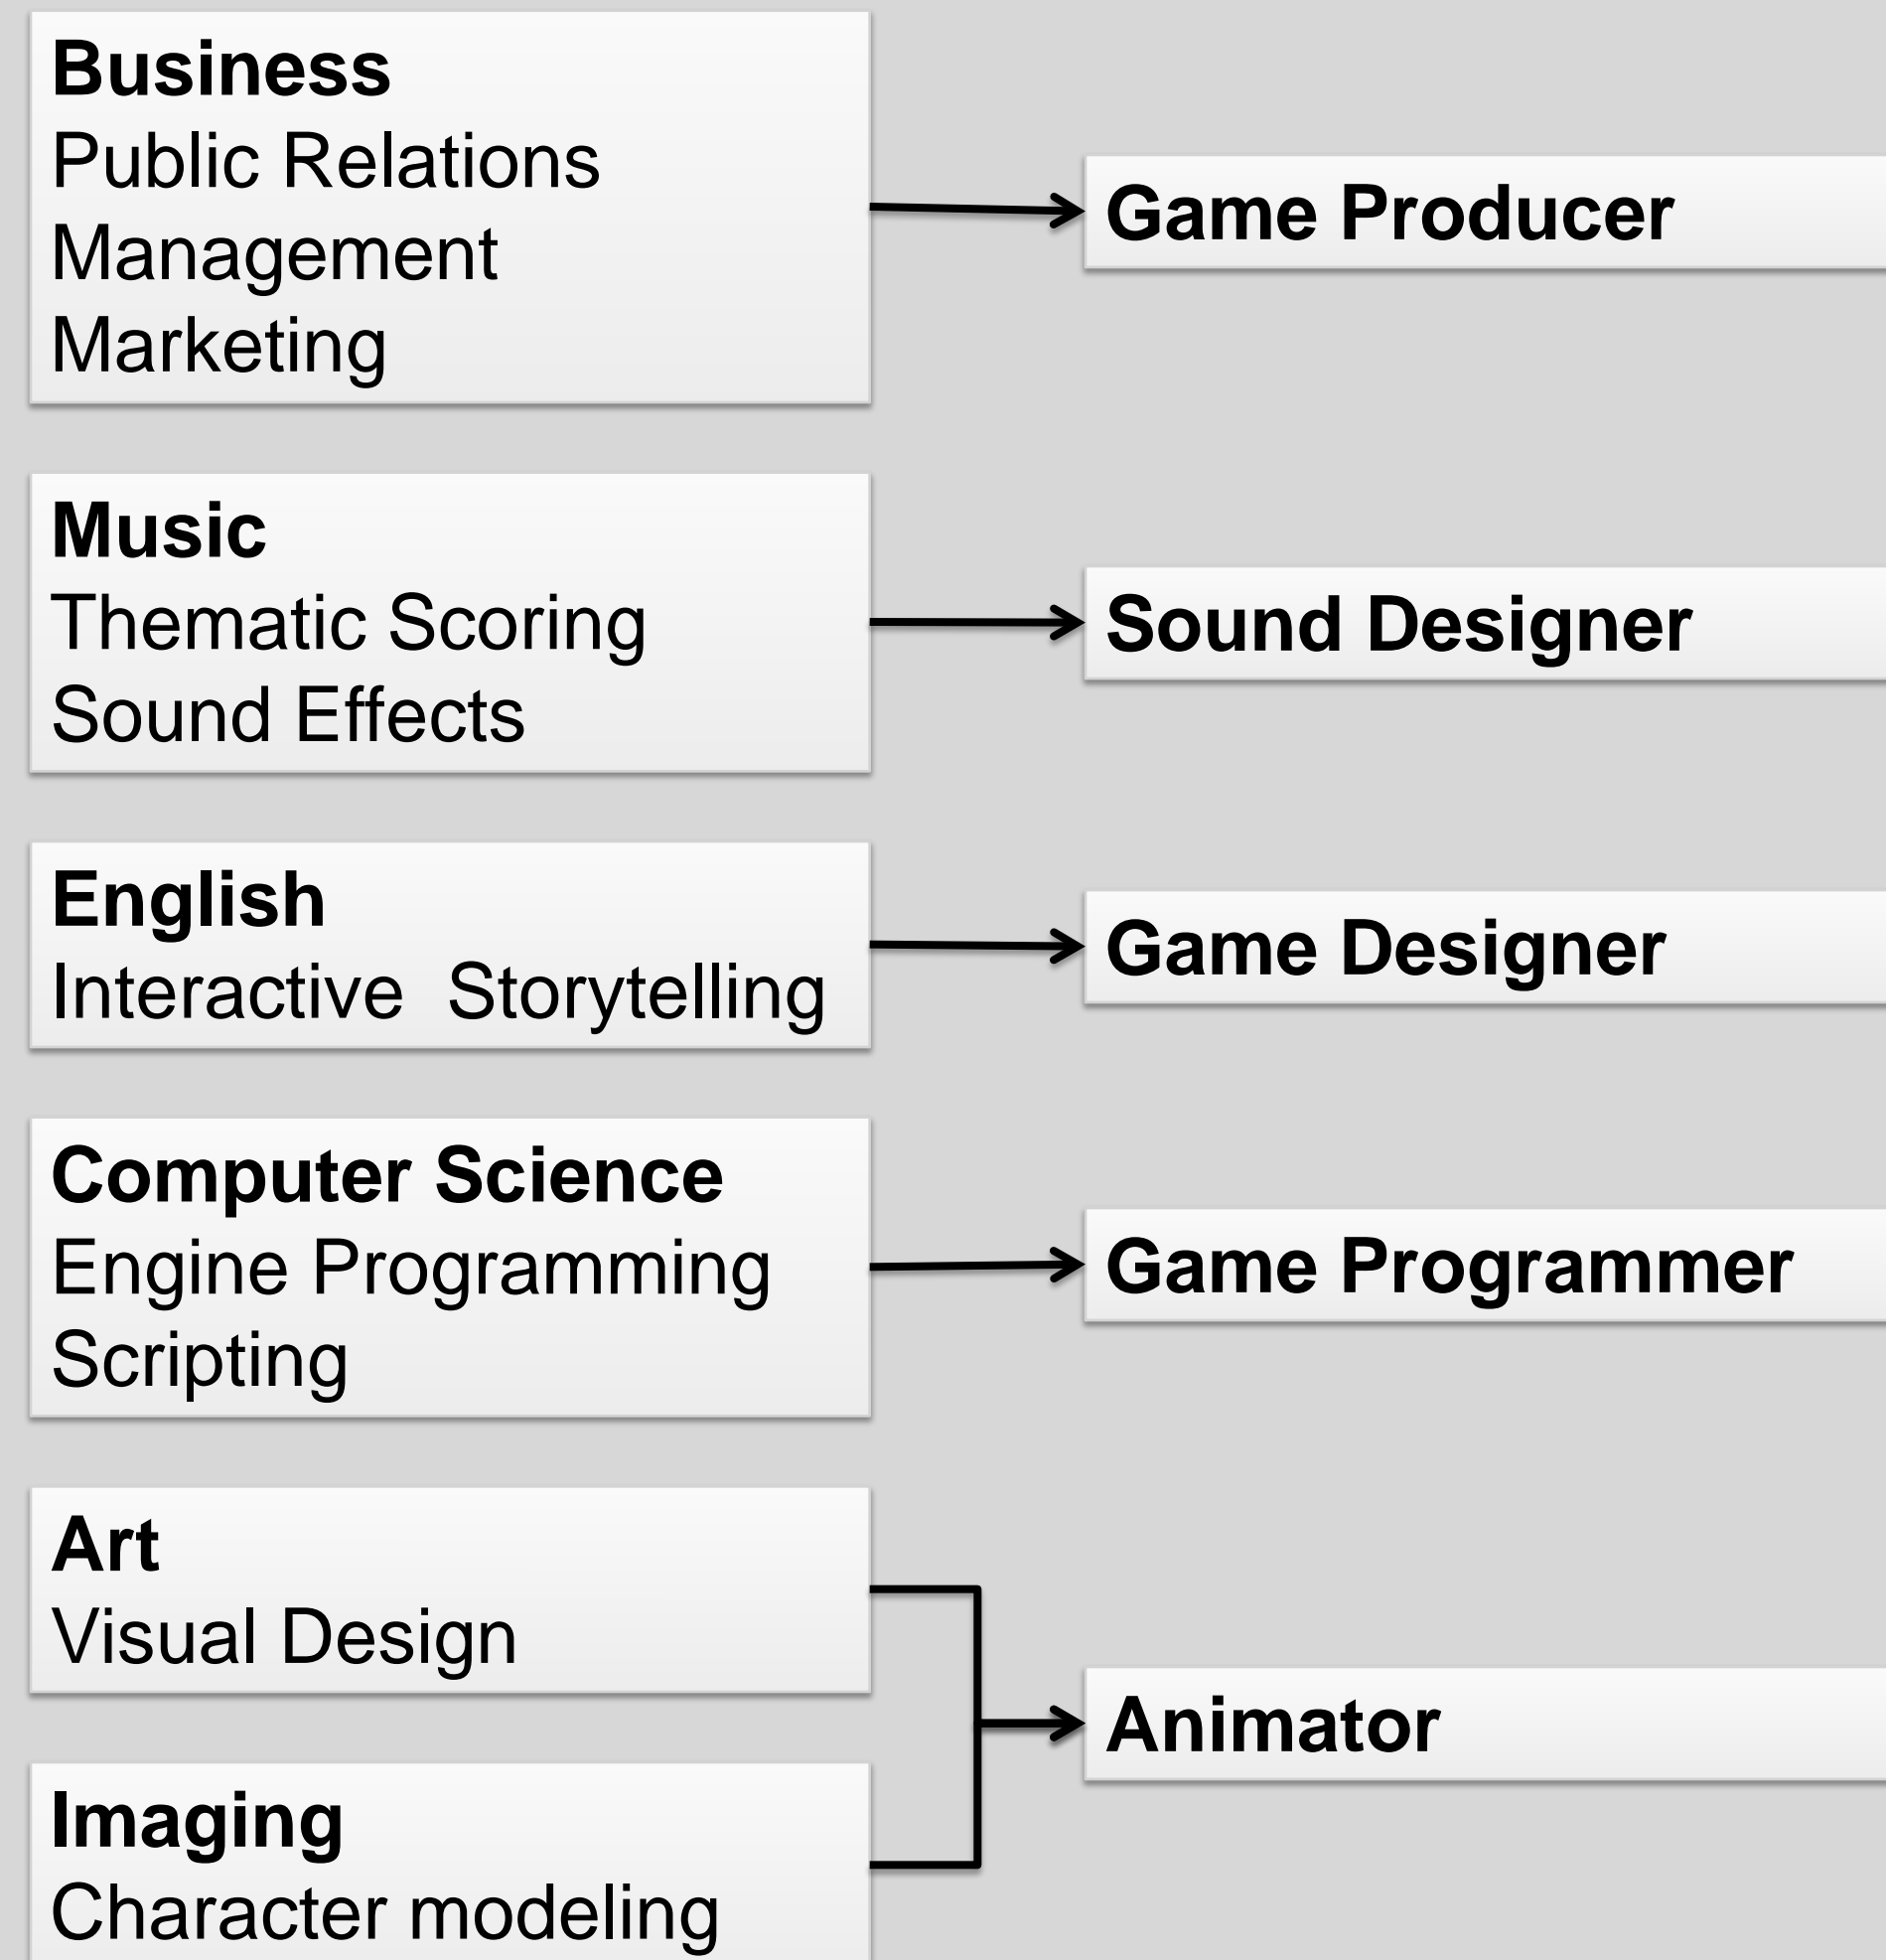 Business
Public Relations
Management
Marketing
Game Producer
Music
Thematic Scoring
Sound Effects
Sound Designer
English
Interactive  Storytelling
Game Designer
Computer Science
Engine Programming
Scripting
Game Programmer
Art
Visual Design
Imaging
Character modeling
Animator